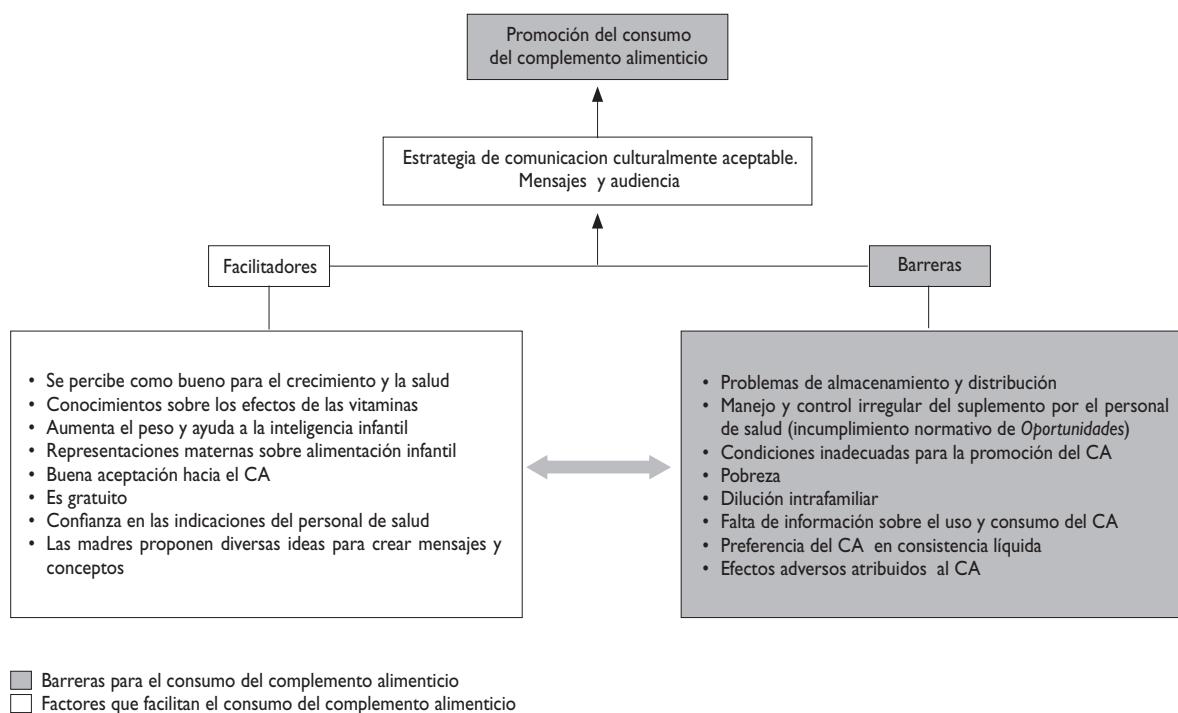 Promoción del consumo
del complemento alimenticio
Estrategia de comunicacion culturalmente aceptable.
Mensajes y audiencia
Facilitadores
Barreras
• Se percibe como bueno para el crecimiento y la salud
• Conocimientos sobre los efectos de las vitaminas
• Aumenta el peso y ayuda a la inteligencia infantil
• Representaciones maternas sobre alimentación infantil
• Buena aceptación hacia el CA
• Es gratuito
• Confianza en las indicaciones del personal de salud
• Las madres proponen diversas ideas para crear mensajes y
conceptos
• Problemas de almacenamiento y distribución
• Manejo y control irregular del suplemento por el personal
de salud (incumplimiento normativo de Oportunidades)
• Condiciones inadecuadas para la promoción del CA
• Pobreza
• Dilución intrafamiliar
• Falta de información sobre el uso y consumo del CA
• Preferencia del CA en consistencia líquida
• Efectos adversos atribuidos al CA
Barreras para el consumo del complemento alimenticio
Factores que facilitan el consumo del complemento alimenticio